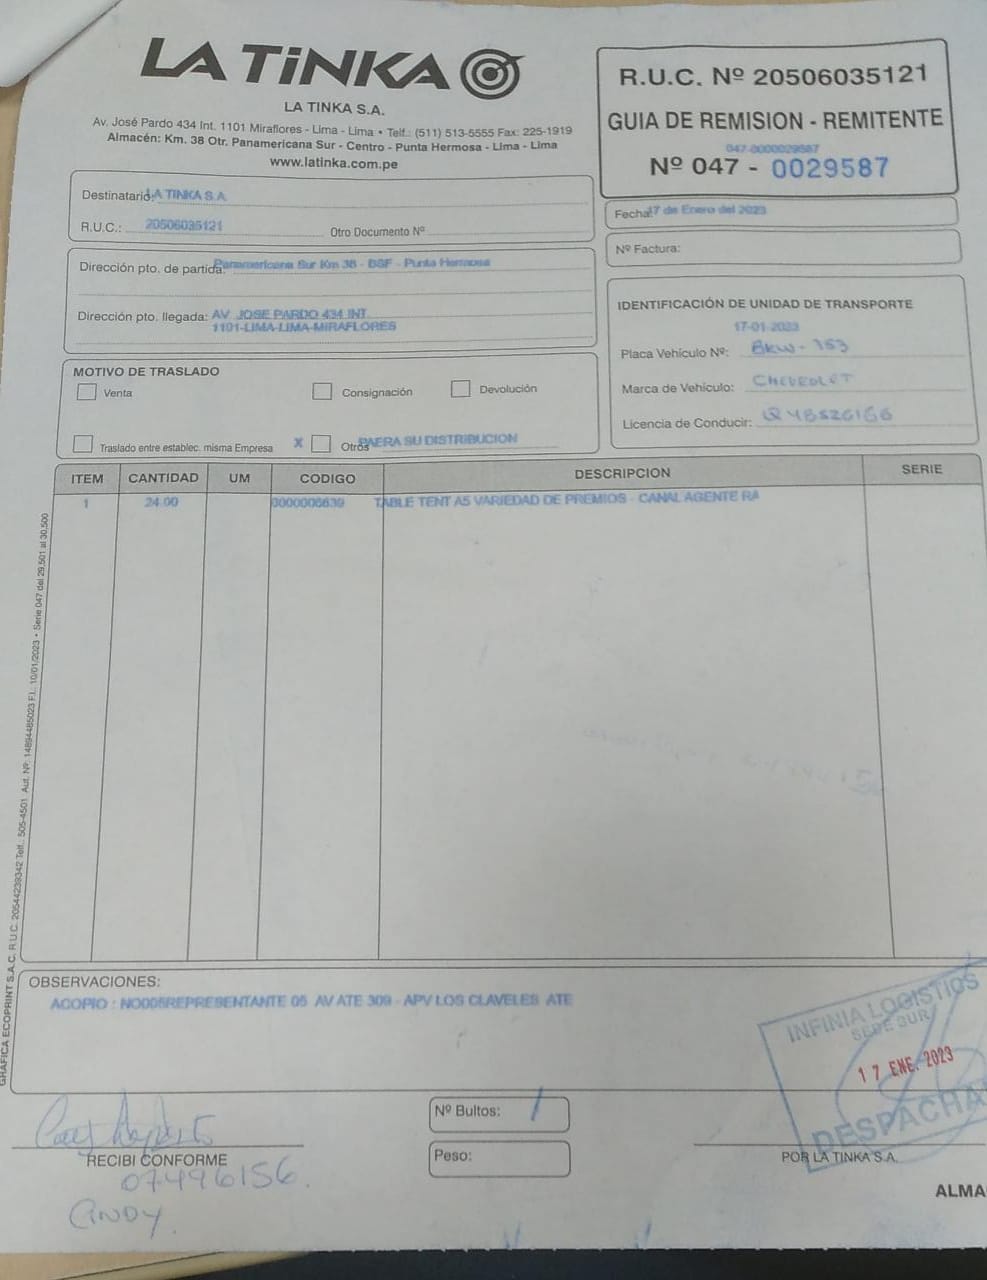 LA TiNKA
LA TINKA S.A.
Av. José Pardo 434 Int. 1101 Miraflores - Lima - Lima • Telf.: (511) 513-5555 Fax: 225-1919
Almacén: Km. 38 Otr. Panamericana Sur - Centro - Punta Hermosa - Lima - Lima
www.latinka.com.pe
R.U.C. Nº 20506035121
GUIA DE REMISION - REMITENTE
047-0000029587
Nº 047 - 0029587
Destinatario: LA TINKA S.A.
R.U.C.: 20506035121 Otro Documento Nº
Fecha: 17 de Enero del 2023
Nº Factura:
Dirección pto. de partida: Panamericana Sur Km 38 - BSF - Punta Hermosa
Dirección pto. llegada: AV. JOSE PARDO 434 INT.
1101-LIMA-LIMA-MIRAFLORES
IDENTIFICACIÓN DE UNIDAD DE TRANSPORTE
17-01-2023
Placa Vehículo Nº: BKW-153
Marca de Vehículo: CHEVROLET
Licencia de Conducir: Q48526166
MOTIVO DE TRASLADO
Venta Consignación Devolución
Traslado entre establec. misma Empresa X Otros PAERA SU DISTRIBUCION
ITEM CANTIDAD UM CODIGO DESCRIPCION SERIE
1 24.00 0000006639 TABLE TENT A5 VARIEDAD DE PREMIOS - CANAL AGENTE RA
GRAFICA ECOPRINT S.A.C. R.U.C. 20544239342 Telf.: 505-4501 Aut. Nº: 14894485023 F.I.: 10/01/2023 • Serie 047 del 29,501 al 30,500
OBSERVACIONES:
ACOPIO : NO005REPRESENTANTE 05 AV ATE 309 - APV LOS CLAVELES ATE
INFINIA LOGISTIOS
SEDE SUR
17 ENE. 2023
DESPACHA
Nº Bultos: 1
Peso:
RECIBI CONFORME
07496156.
CINDY.
POR LA TINKA S.A.
ALMA